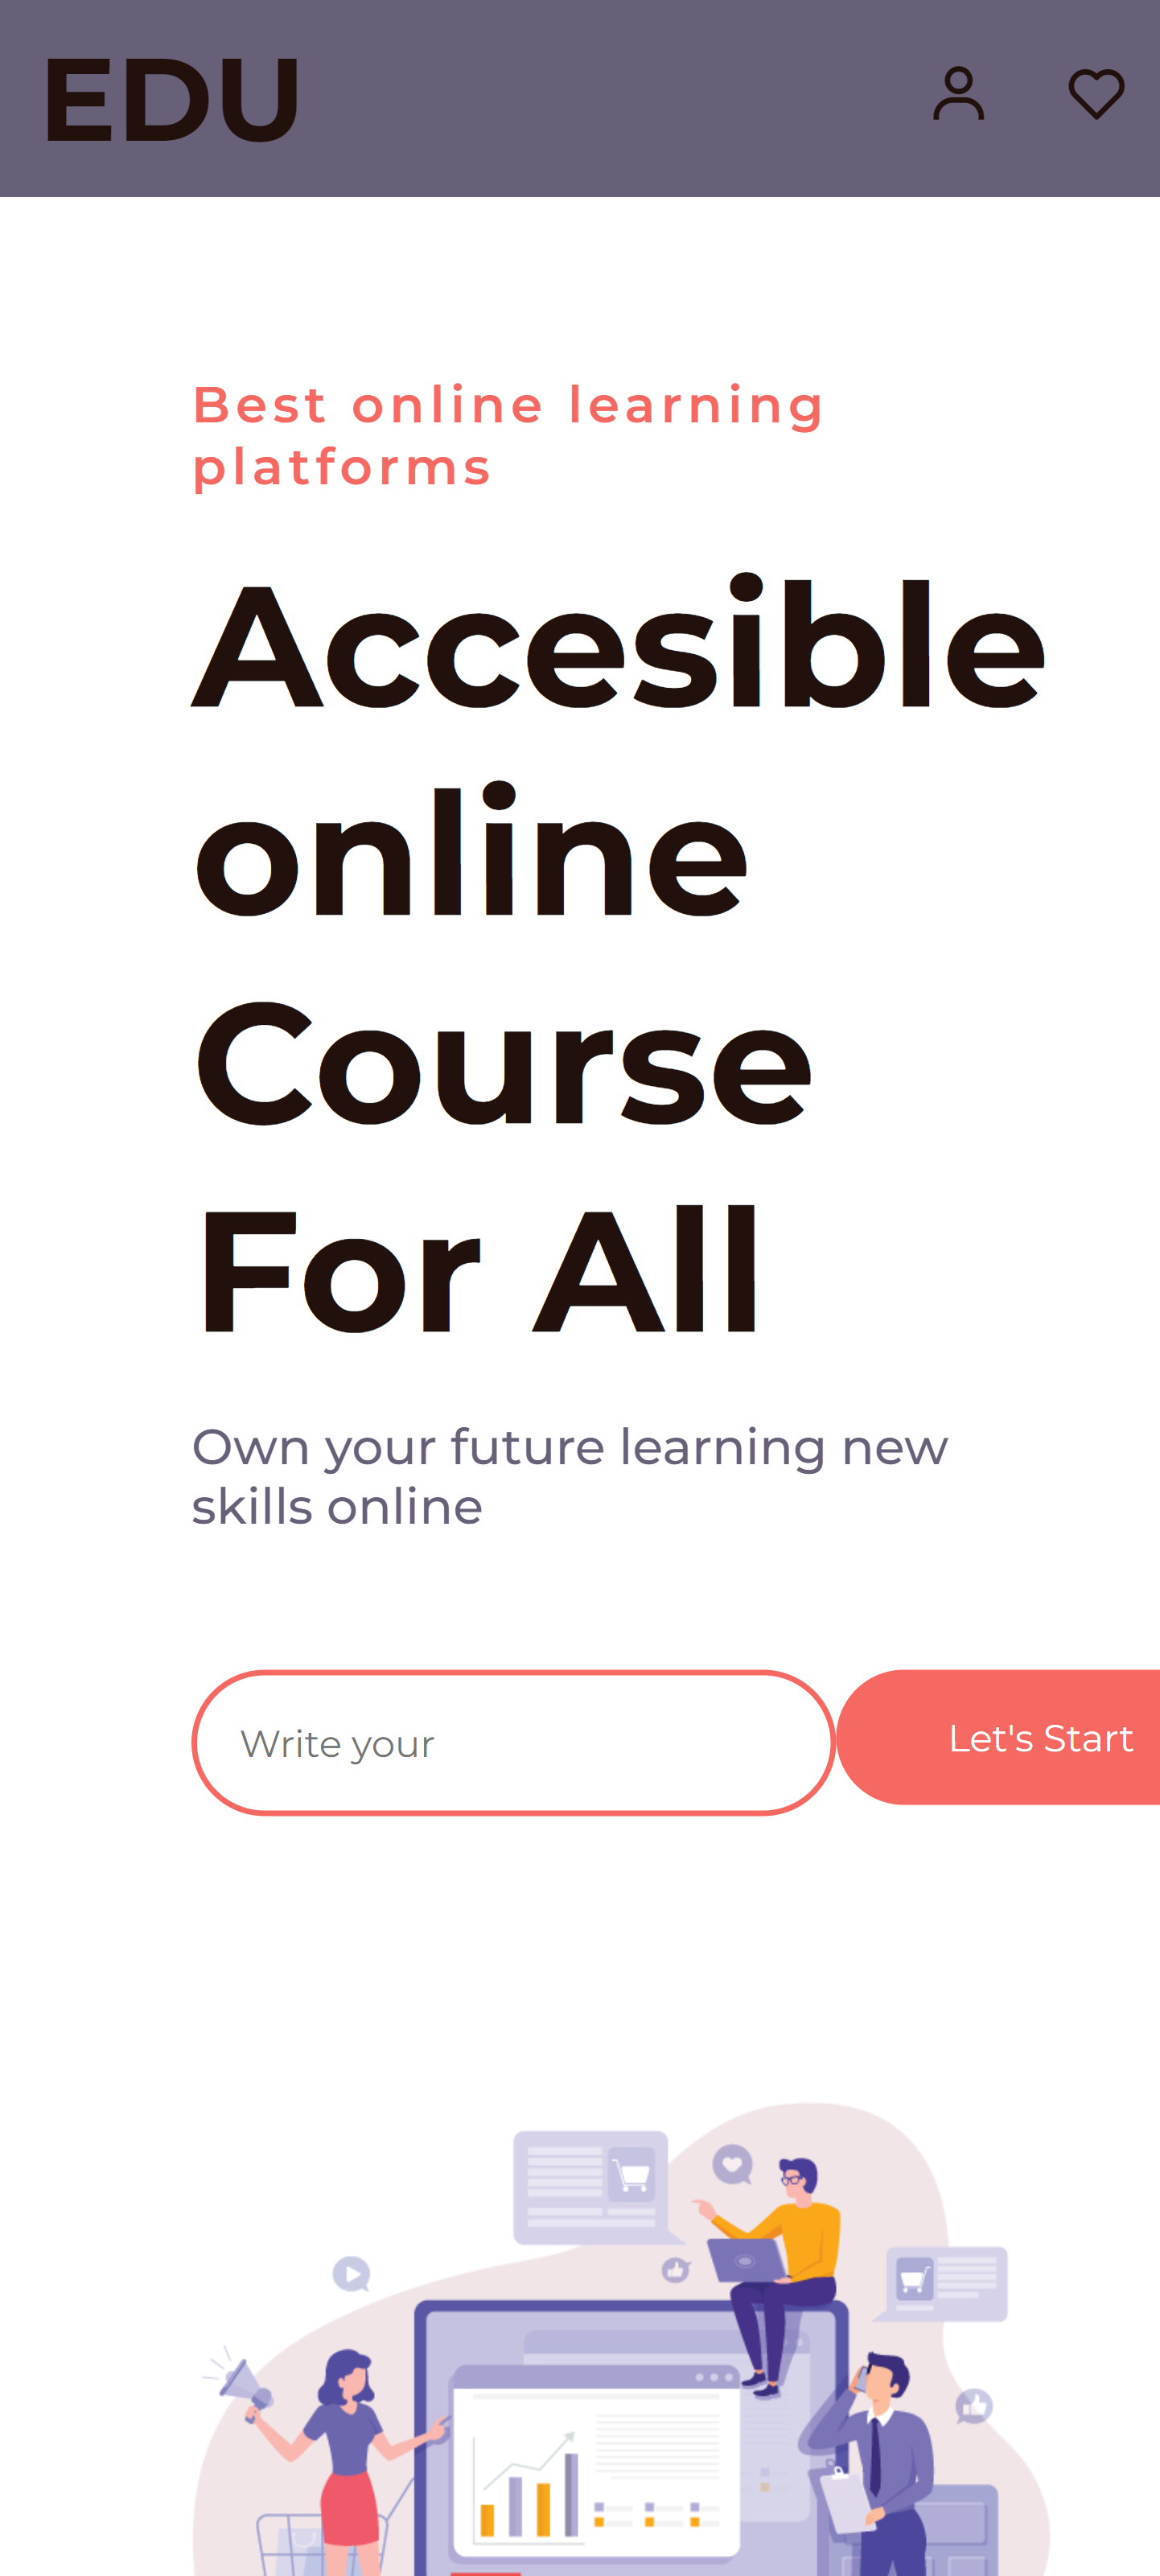 EDU
Best online learning
platforms
Accesible
online
Course
For All
Own your future learning new
skills online
Write your
Let's Start